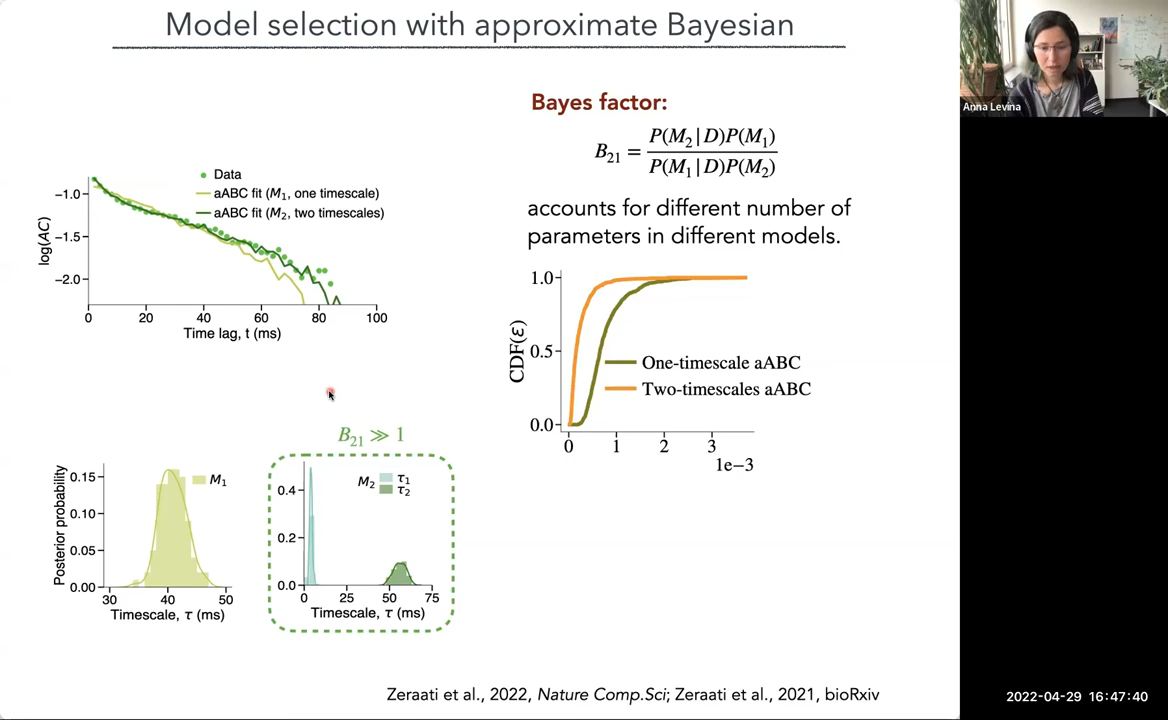 Model selection with approximate Bayesian
Anna Levina
Bayes factor:
B₂₁ = P(M₂|D)P(M₁) / P(M₁|D)P(M₂)
accounts for different number of
parameters in different models.
Data
aABC fit (M₁, one timescale)
aABC fit (M₂, two timescales)
log(AC)
−1.0
−1.5
−2.0
0 20 40 60 80 100
Time lag, t (ms)
CDF(ε)
1.0
0.5
0.0
One-timescale aABC
Two-timescales aABC
0 1 2 3
1e−3
B₂₁ ≫ 1
Posterior probability
0.15
0.10
0.05
0.00
M₁
30 40 50
Timescale, τ (ms)
M₂ τ₁
τ₂
0.4
0.2
0.0
0 25 50 75
Timescale, τ (ms)
Zeraati et al., 2022, Nature Comp.Sci; Zeraati et al., 2021, bioRxiv
2022-04-29 16:47:40